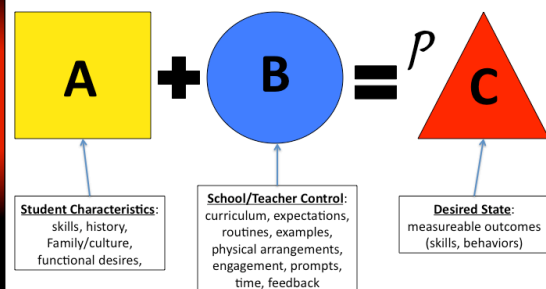 A + B = p C
Student Characteristics:
skills, history,
Family/culture,
functional desires,
School/Teacher Control:
curriculum, expectations,
routines, examples,
physical arrangements,
engagement, prompts,
time, feedback
Desired State:
measureable outcomes
(skills, behaviors)